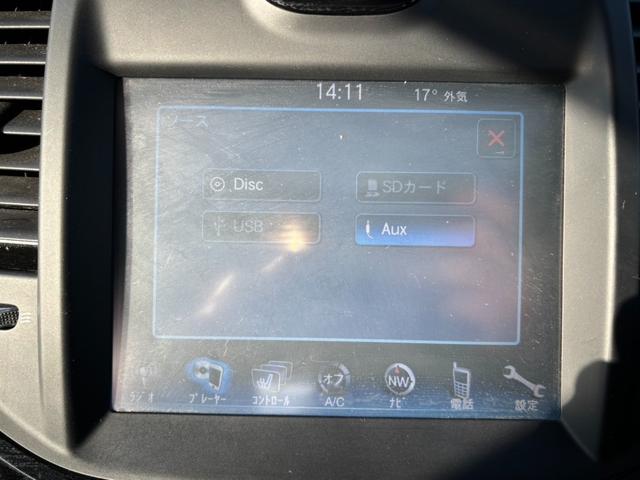 14:11 17° 外気
ソース
Disc SDカード
USB Aux
ラジオ プレーヤー コントロール オフ A/C NW ナビ 電話 設定